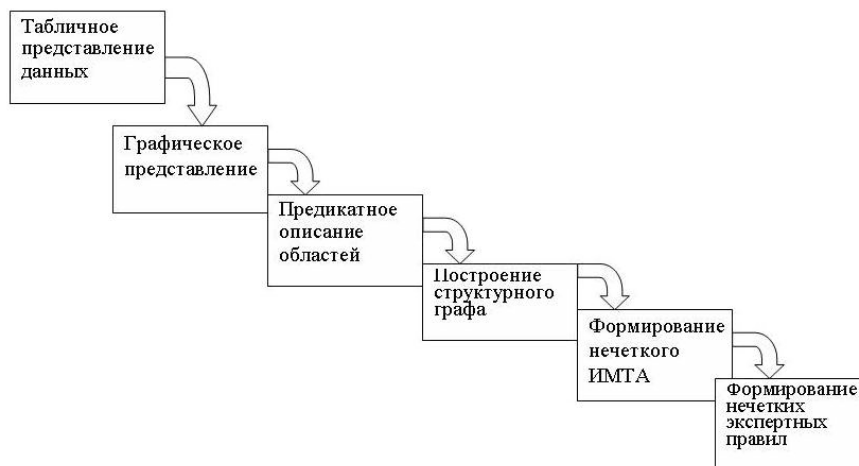 Табличное
представление
данных
Графическое
представление
Предикатное
описание
областей
Построение
структурного
графа
Формирование
нечеткого
ИМТА
Формирование
нечетких
экспертных
правил